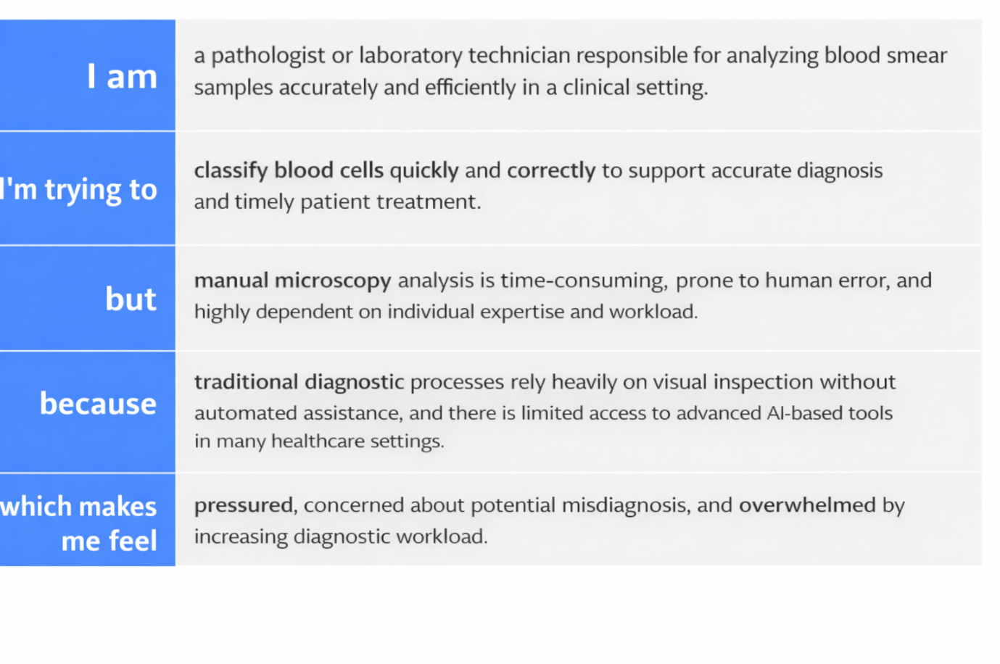 I am
a pathologist or laboratory technician responsible for analyzing blood smear
samples accurately and efficiently in a clinical setting.
I'm trying to
classify blood cells quickly and correctly to support accurate diagnosis
and timely patient treatment.
but
manual microscopy analysis is time-consuming, prone to human error, and
highly dependent on individual expertise and workload.
because
traditional diagnostic processes rely heavily on visual inspection without
automated assistance, and there is limited access to advanced AI-based tools
in many healthcare settings.
which makes
me feel
pressured, concerned about potential misdiagnosis, and overwhelmed by
increasing diagnostic workload.